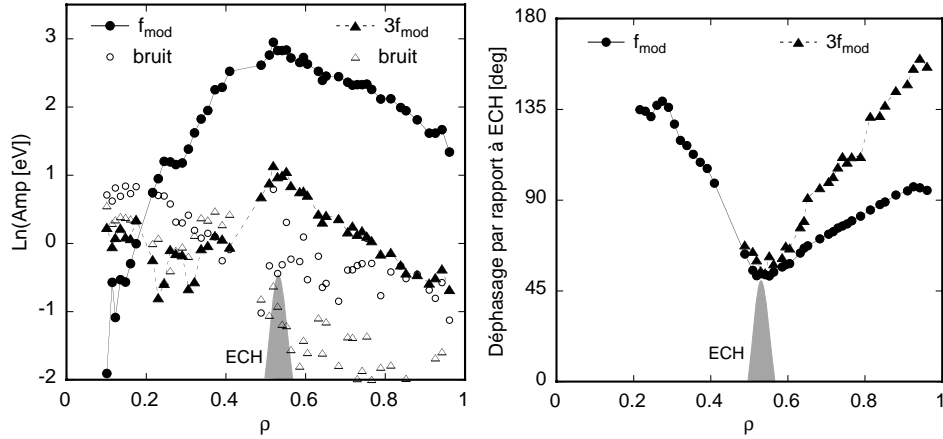 f_mod
3f_mod
bruit
bruit
3
2
1
0
-1
-2
Ln(Amp [eV])
ECH
0
0.2
0.4
0.6
0.8
1
ρ
180
135
90
45
0
Déphasage par rapport à ECH [deg]
f_mod
3f_mod
ECH
0
0.2
0.4
0.6
0.8
1
ρ